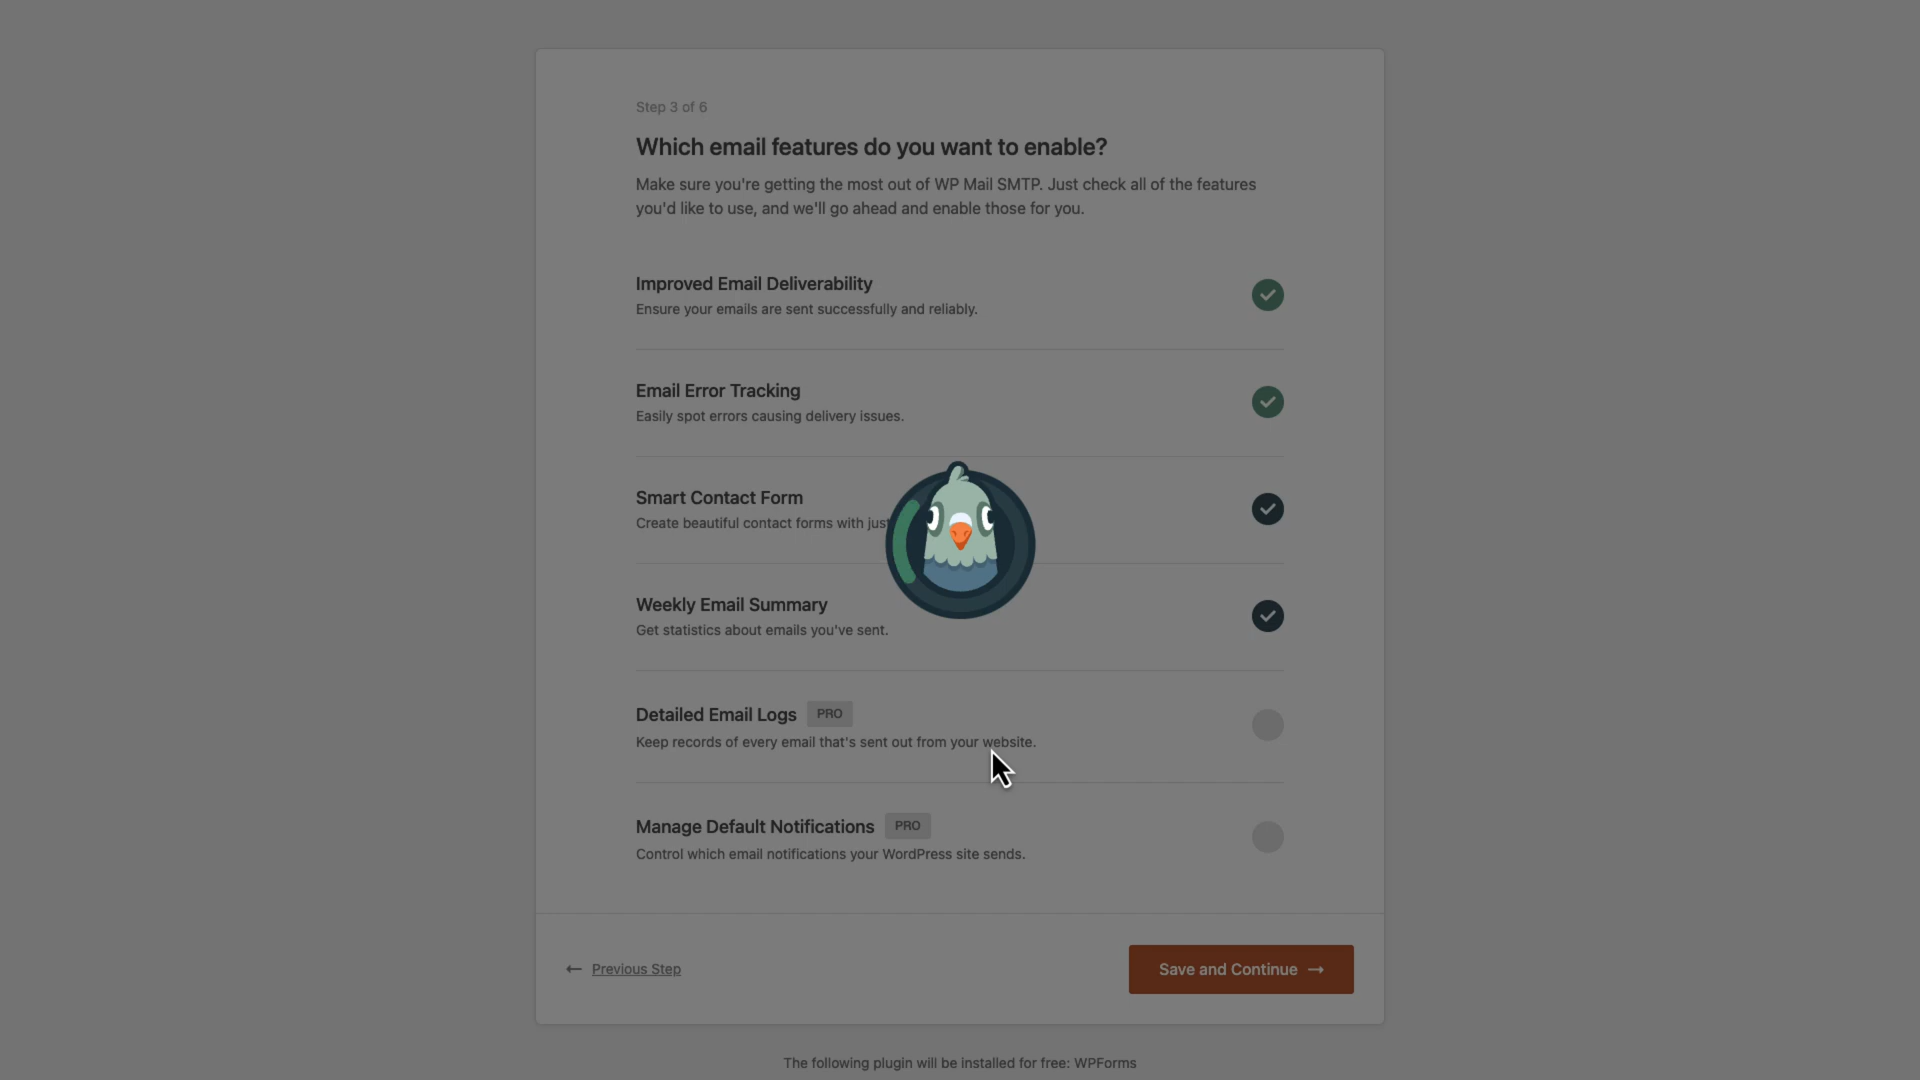 Step 3 of 6
Which email features do you want to enable?
Make sure you're getting the most out of WP Mail SMTP. Just check all of the features
you'd like to use, and we'll go ahead and enable those for you.
Improved Email Deliverability
Ensure your emails are sent successfully and reliably.
Email Error Tracking
Easily spot errors causing delivery issues.
Smart Contact Form
Create beautiful contact forms with just
Weekly Email Summary
Get statistics about emails you've sent.
Detailed Email Logs PRO
Keep records of every email that's sent out from your website.
Manage Default Notifications PRO
Control which email notifications your WordPress site sends.
← Previous Step
Save and Continue →
The following plugin will be installed for free: WPForms